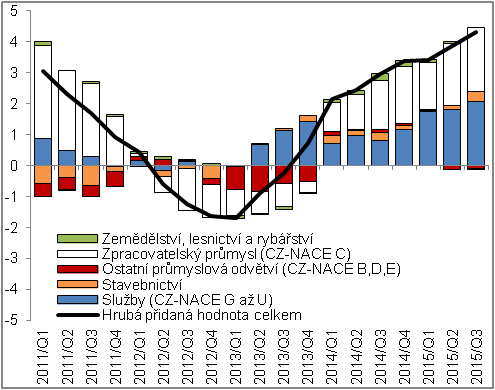 5
4
3
2
1
0
-1
-2
-3
-4
-5
Zemědělství, lesnictví a rybářství
Zpracovatelský průmysl (CZ-NACE C)
Ostatní průmyslová odvětví (CZ-NACE B,D,E)
Stavebnictví
Služby (CZ-NACE G až U)
Hrubá přidaná hodnota celkem
2011/Q1
2011/Q2
2011/Q3
2011/Q4
2012/Q1
2012/Q2
2012/Q3
2012/Q4
2013/Q1
2013/Q2
2013/Q3
2013/Q4
2014/Q1
2014/Q2
2014/Q3
2014/Q4
2015/Q1
2015/Q2
2015/Q3